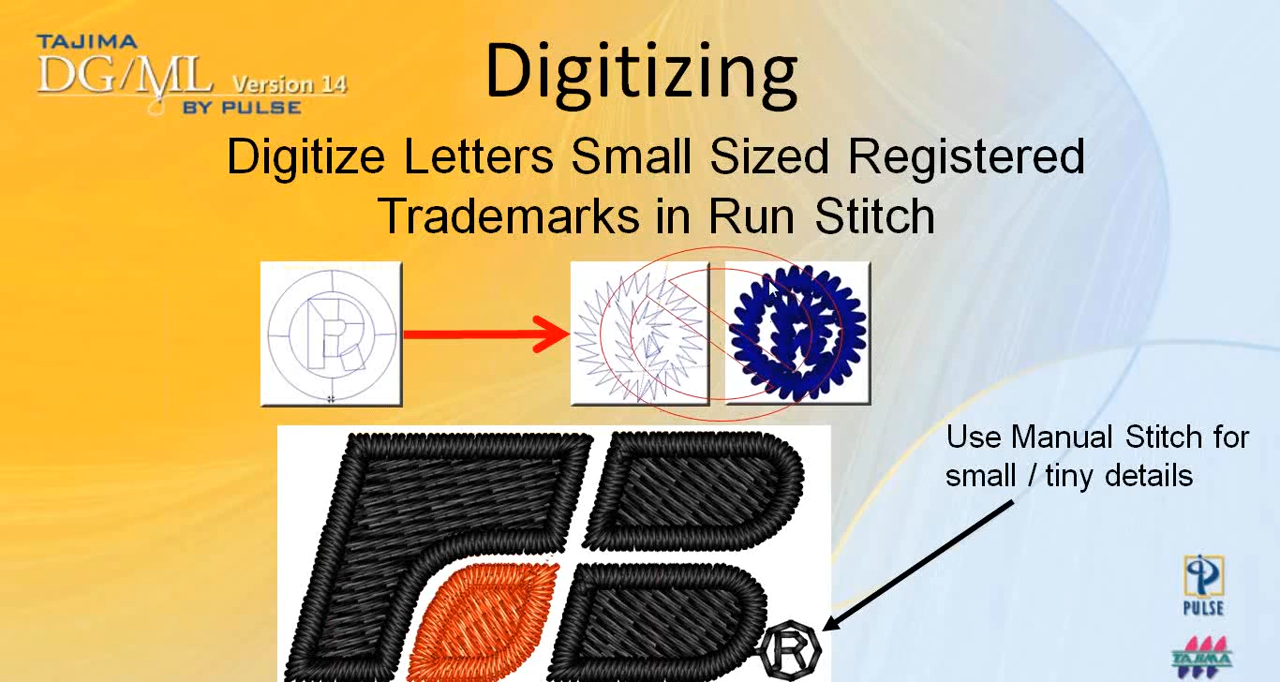 TAJIMA
DG/ML Version 14
BY PULSE
Digitizing
Digitize Letters Small Sized Registered
Trademarks in Run Stitch
R
R
Use Manual Stitch for
small / tiny details
R
PULSE
TAJIMA